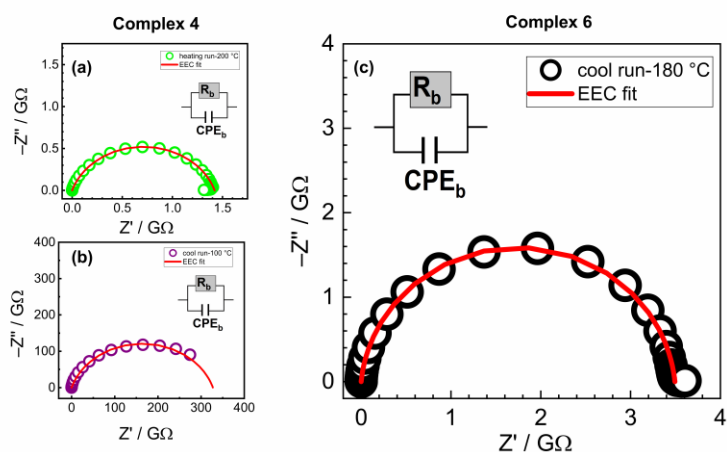 Complex 4
Complex 6
(a)
heating run-200 °C
EEC fit
R_b
CPE_b
−Z'' / GΩ
1.5
1.0
0.5
0.0
0.0 0.5 1.0 1.5
Z' / GΩ
(b)
cool run-100 °C
EEC fit
R_b
CPE_b
−Z'' / GΩ
400
300
200
100
0
0 100 200 300 400
Z' / GΩ
(c)
cool run-180 °C
EEC fit
R_b
CPE_b
−Z'' / GΩ
4
3
2
1
0
0 1 2 3 4
Z' / GΩ